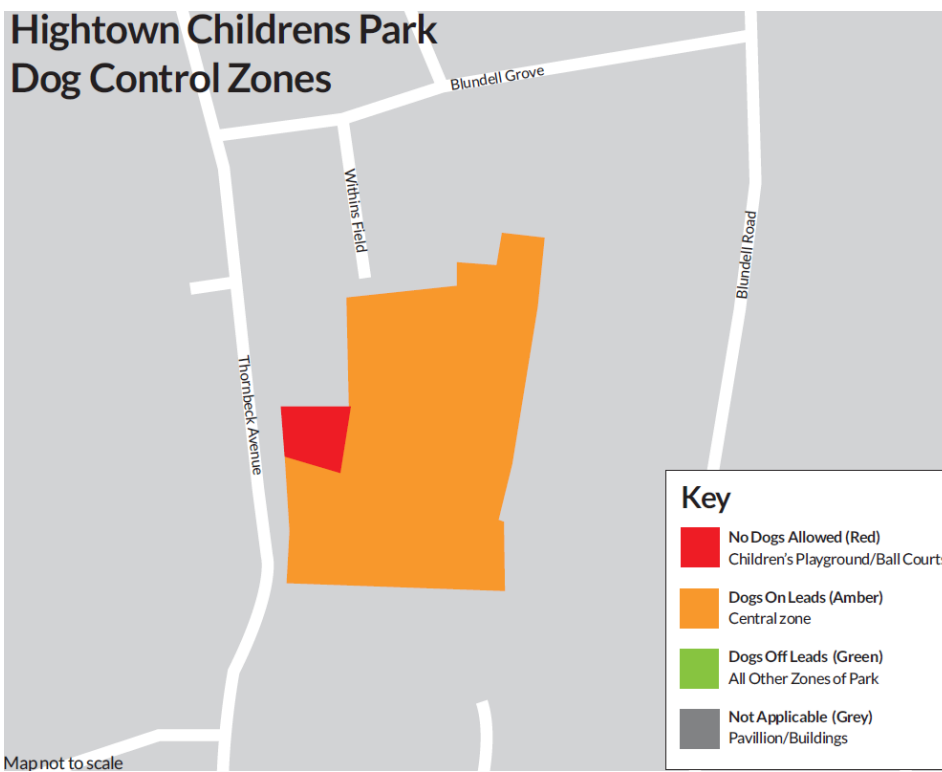 Hightown Childrens Park
Dog Control Zones
Blundell Grove
Withins Field
Blundell Road
Thornbeck Avenue
Key
No Dogs Allowed (Red)
Children's Playground/Ball Courts
Dogs On Leads (Amber)
Central zone
Dogs Off Leads (Green)
All Other Zones of Park
Not Applicable (Grey)
Pavillion/Buildings
Map not to scale